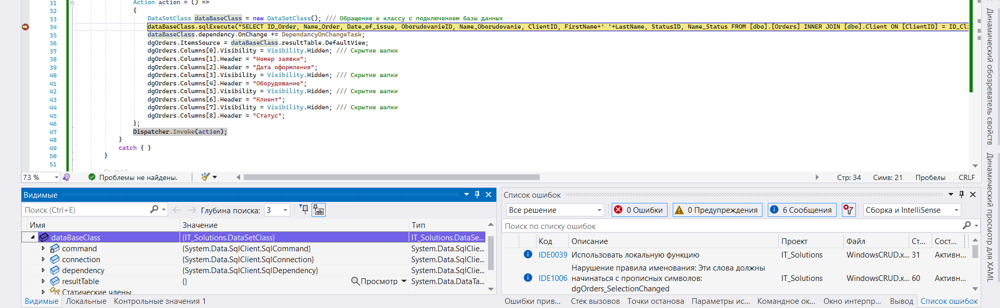 31 Action action = () =>
32 {
33 DataSetClass dataBaseClass = new DataSetClass(); /// Обращение к классу с подключением базы данных
34 dataBaseClass.sqlExecute("SELECT ID_Order, Name_Order, Date_of_issue, OborudovanieID, Name_Oborudovanie, ClientID, FirstName+' '+LastName, StatusID, Name_Status FROM [dbo].[Orders] INNER JOIN [dbo].Client ON [ClientID] = ID_Cli
35 dataBaseClass.dependency.OnChange += DependancyOnChangeTask;
36 dgOrders.ItemsSource = dataBaseClass.resultTable.DefaultView;
37 dgOrders.Columns[0].Visibility = Visibility.Hidden; /// Скрытие шапки
38 dgOrders.Columns[1].Header = "Номер заявки";
39 dgOrders.Columns[2].Header = "Дата оформления";
40 dgOrders.Columns[3].Visibility = Visibility.Hidden; /// Скрытие шапки
41 dgOrders.Columns[4].Header = "Оборудование";
42 dgOrders.Columns[5].Visibility = Visibility.Hidden; /// Скрытие шапки
43 dgOrders.Columns[6].Header = "Клиент";
44 dgOrders.Columns[7].Visibility = Visibility.Hidden; /// Скрытие шапки
45 dgOrders.Columns[8].Header = "Статус";
46 };
47 Dispatcher.Invoke(action);
48 }
49 catch { }
50 }
51
73 % Проблемы не найдены. Стр: 34 Симв: 21 Пробелы CRLF
Видимые
Поиск (Ctrl+E) Глубина поиска: 3
Имя Значение Тип
dataBaseClass {IT_Solutions.DataSetClass} IT_Solutions.DataSe...
command {System.Data.SqlClient.SqlCommand} System.Data.SqlClie...
connection {System.Data.SqlClient.SqlConnection} System.Data.SqlClie...
dependency {System.Data.SqlClient.SqlDependency} System.Data.SqlClie...
resultTable {} Просмотр System.Data.DataTa...
Статические члены
Видимые Локальные Контрольные значения 1
Список ошибок
Все решение 0 Ошибки 0 Предупреждения 6 Сообщения Сборка и IntelliSense
Поиск по списку ошибок
Код Описание Проект Файл Ст... Сост...
IDE0039 Использовать локальную функцию IT_Solutions WindowsCRUD.x... 31 Активн...
IDE1006 Нарушение правила именования: Эти слова должны начинаться с прописных символов: dgOrders_SelectionChanged IT_Solutions WindowsCRUD.x... 60 Активн...
Ошибки прив... Стек вызовов Точки останова Параметры ис... Командное ок... Окно интерпр... Вывод Список ошибок
Динамический обозреватель свойств
Динамический просмотр для XAML